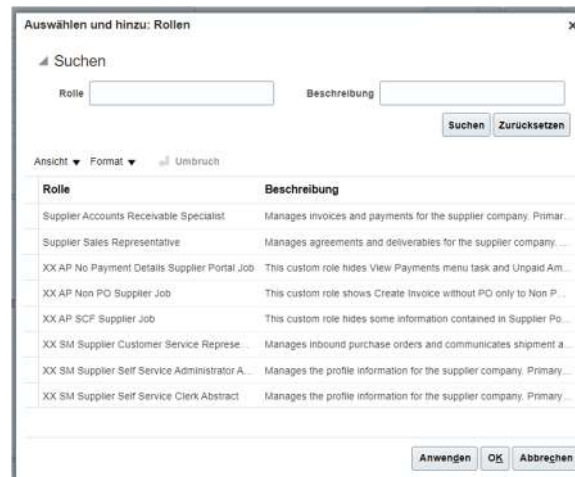 Auswählen und hinzu: Rollen
Suchen
Rolle
Beschreibung
Suchen Zurücksetzen
Ansicht Format Umbruch
Rolle Beschreibung
Supplier Accounts Receivable Specialist Manages invoices and payments for the supplier company. Primar...
Supplier Sales Representative Manages agreements and deliverables for the supplier company. ...
XX AP No Payment Details Supplier Portal Job This custom role hides View Payments menu task and Unpaid Am...
XX AP Non PO Supplier Job This custom role shows Create Invoice without PO only to Non P...
XX AP SCF Supplier Job This custom role hides some information contained in Supplier Po...
XX SM Supplier Customer Service Represe... Manages inbound purchase orders and communicates shipment a...
XX SM Supplier Self Service Administrator A... Manages the profile information for the supplier company. Primary...
XX SM Supplier Self Service Clerk Abstract Manages the profile information for the supplier company. Primary...
Anwenden OK Abbrechen